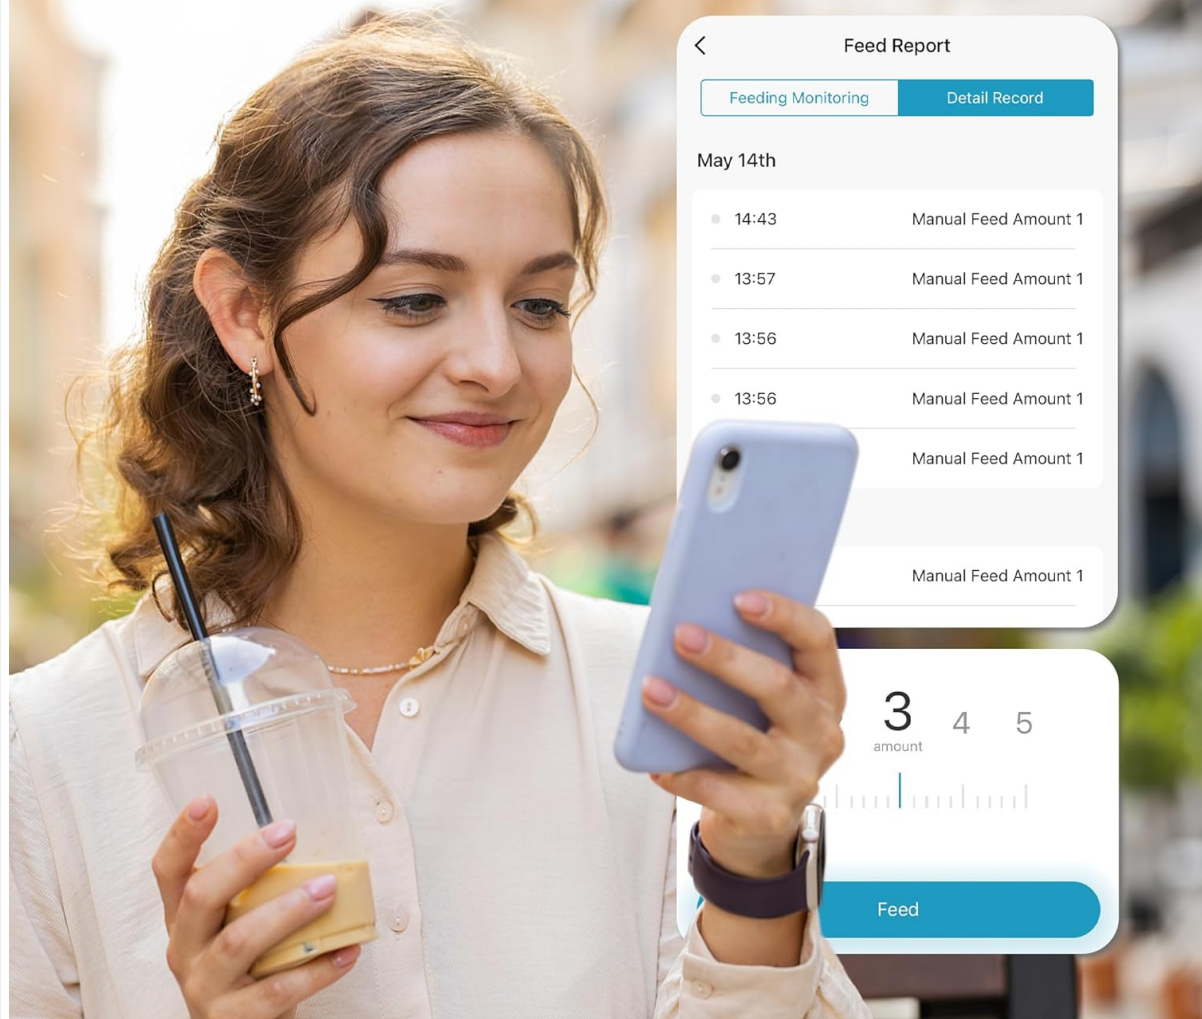 Feed Report
Feeding Monitoring Detail Record
May 14th
14:43 Manual Feed Amount 1
13:57 Manual Feed Amount 1
13:56 Manual Feed Amount 1
13:56 Manual Feed Amount 1
Manual Feed Amount 1
Manual Feed Amount 1
3 4 5
amount
Feed